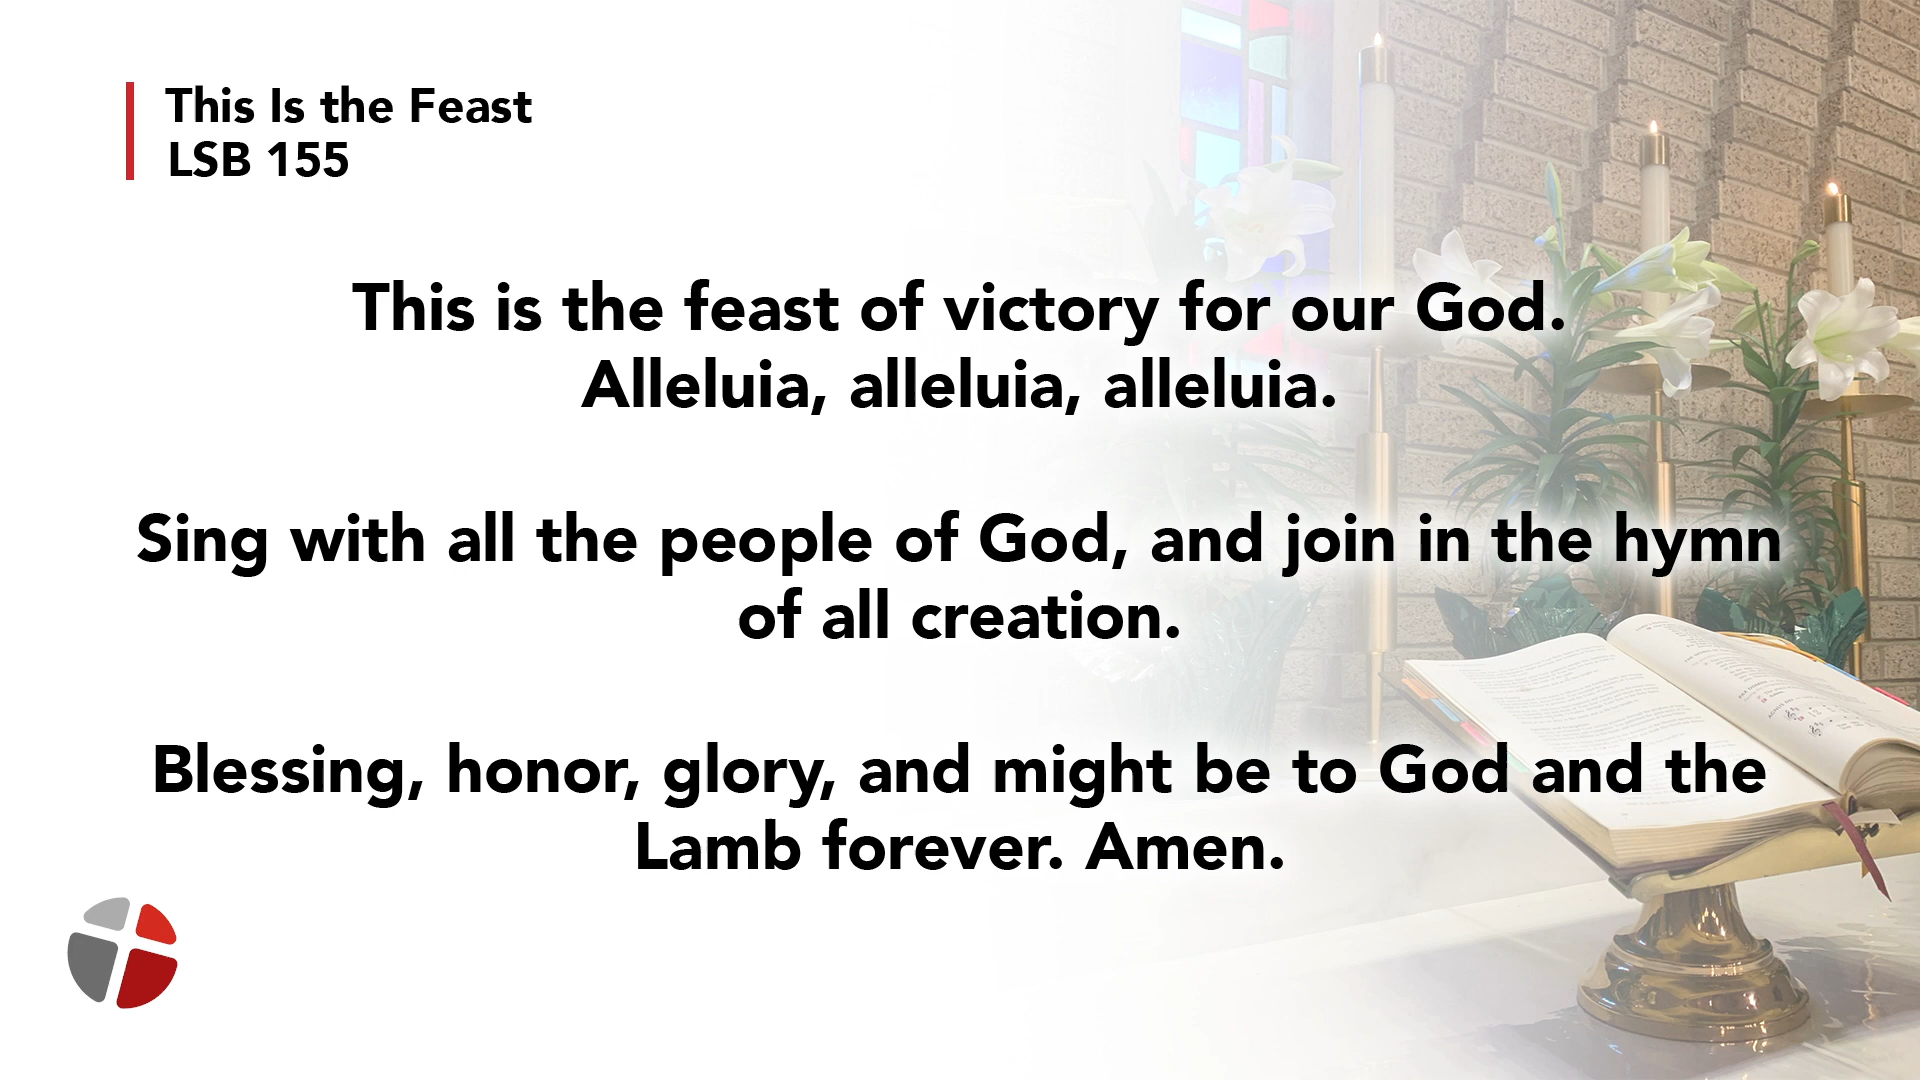 This Is the Feast
LSB 155
This is the feast of victory for our God.
Alleluia, alleluia, alleluia.
Sing with all the people of God, and join in the hymn
of all creation.
Blessing, honor, glory, and might be to God and the
Lamb forever. Amen.